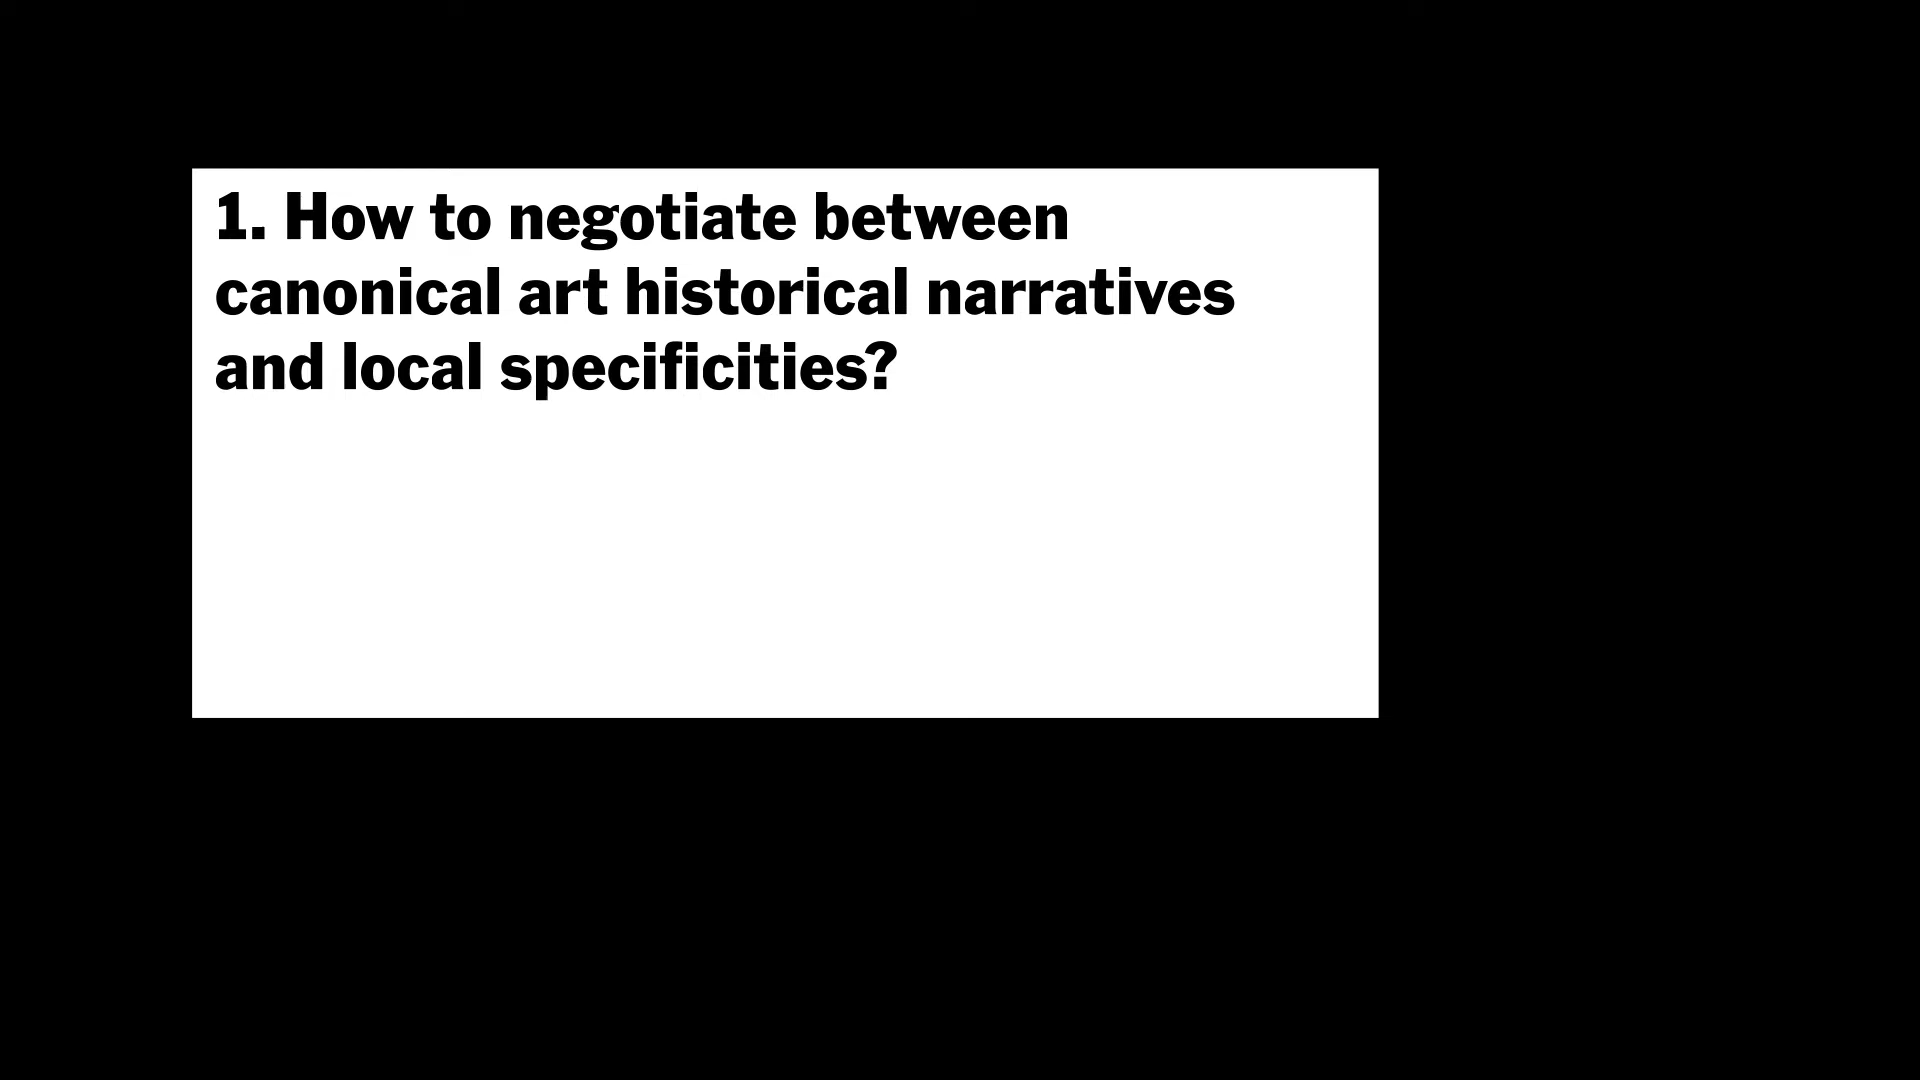 1. How to negotiate between
canonical art historical narratives
and local specificities?